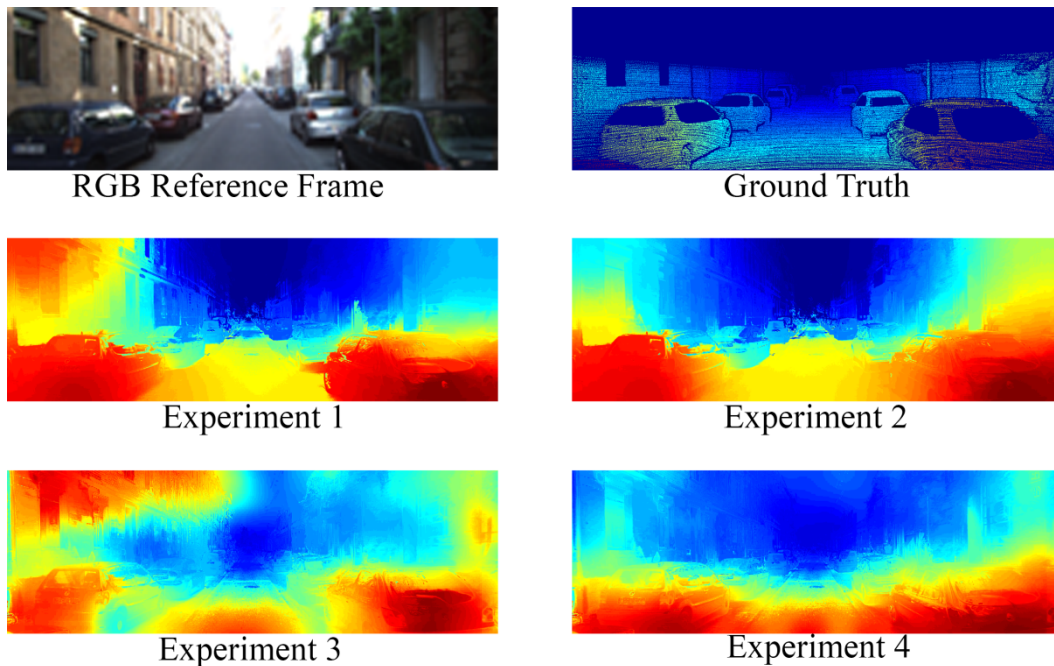 RGB Reference Frame
Ground Truth
Experiment 1
Experiment 2
Experiment 3
Experiment 4